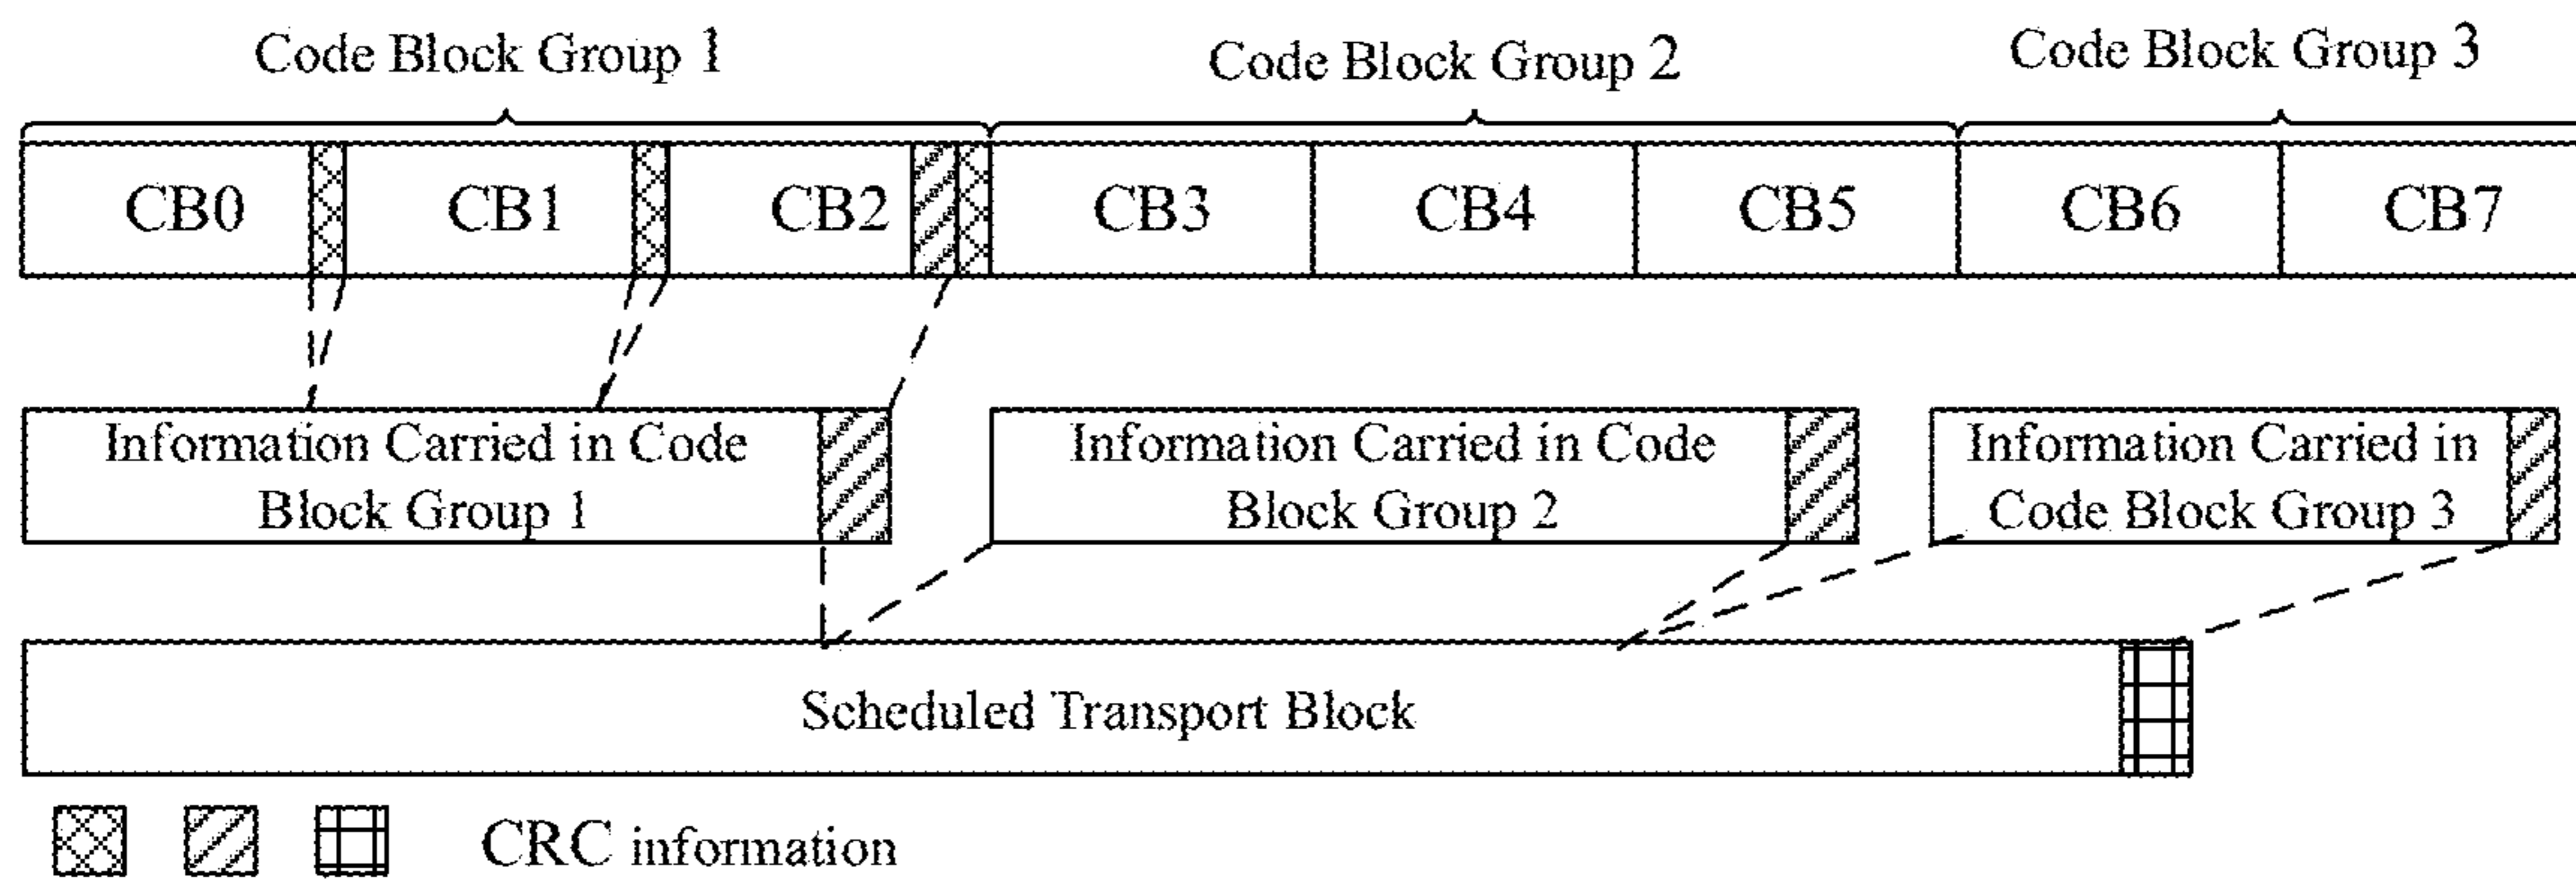 Code Block Group 1
Code Block Group 2
Code Block Group 3
CB0
CB1
CB2
CB3
CB4
CB5
CB6
CB7
Information Carried in Code
Block Group 1
Information Carried in Code
Block Group 2
Information Carried in
Code Block Group 3
Scheduled Transport Block
CRC information